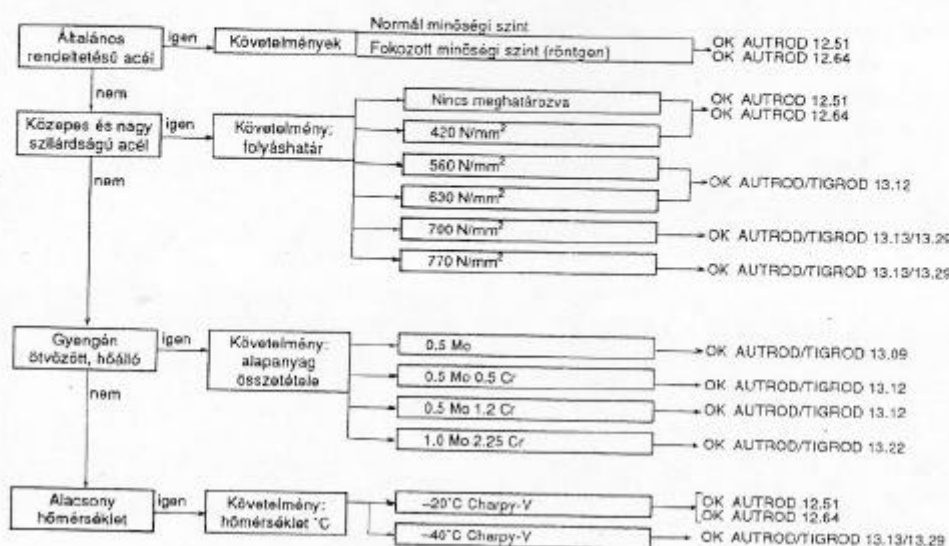 Normál minőségi szint
Általános rendeltetésű acél
igen
Követelmények
Fokozott minőségi szint (röntgen)
OK AUTROD 12.51
OK AUTROD 12.64
nem
Közepes és nagy szilárdságú acél
igen
Követelmény: folyáshatár
Nincs meghatározva
OK AUTROD 12.51
OK AUTROD 12.64
420 N/mm²
560 N/mm²
OK AUTROD/TIGROD 13.12
630 N/mm²
700 N/mm²
OK AUTROD/TIGROD 13.13/13.29
770 N/mm²
OK AUTROD/TIGROD 13.13/13.29
nem
Gyengén ötvözött, hőálló
igen
Követelmény: alapanyag összetétele
0.5 Mo
OK AUTROD/TIGROD 13.09
0.5 Mo 0.5 Cr
OK AUTROD/TIGROD 13.12
0.5 Mo 1.2 Cr
OK AUTROD/TIGROD 13.12
1.0 Mo 2.25 Cr
OK AUTROD/TIGROD 13.22
nem
Alacsony hőmérséklet
igen
Követelmény: hőmérséklet °C
–20°C Charpy-V
OK AUTROD 12.51
OK AUTROD 12.64
–40°C Charpy-V
OK AUTROD/TIGROD 13.13/13.29